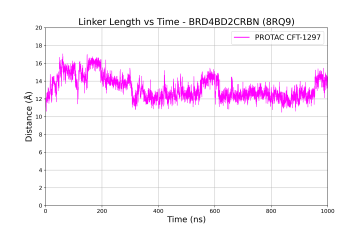 Linker Length vs Time - BRD4BD2CRBN (8RQ9)
PROTAC CFT-1297
Distance (Å)
20
18
16
14
12
10
8
6
4
2
0
0 200 400 600 800 1000
Time (ns)